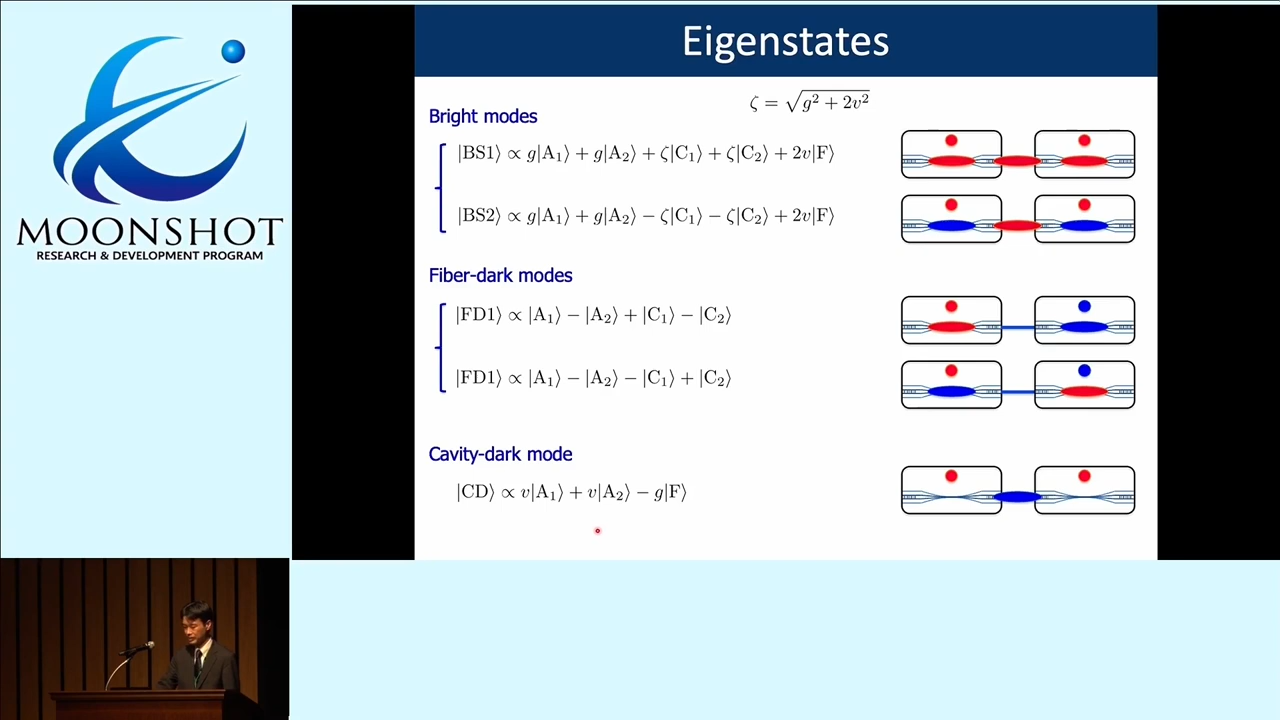 MOONSHOT
RESEARCH & DEVELOPMENT PROGRAM
Eigenstates
ζ = √(g² + 2v²)
Bright modes
|BS1⟩ ∝ g|A₁⟩ + g|A₂⟩ + ζ|C₁⟩ + ζ|C₂⟩ + 2v|F⟩
|BS2⟩ ∝ g|A₁⟩ + g|A₂⟩ − ζ|C₁⟩ − ζ|C₂⟩ + 2v|F⟩
Fiber-dark modes
|FD1⟩ ∝ |A₁⟩ − |A₂⟩ + |C₁⟩ − |C₂⟩
|FD1⟩ ∝ |A₁⟩ − |A₂⟩ − |C₁⟩ + |C₂⟩
Cavity-dark mode
|CD⟩ ∝ v|A₁⟩ + v|A₂⟩ − g|F⟩